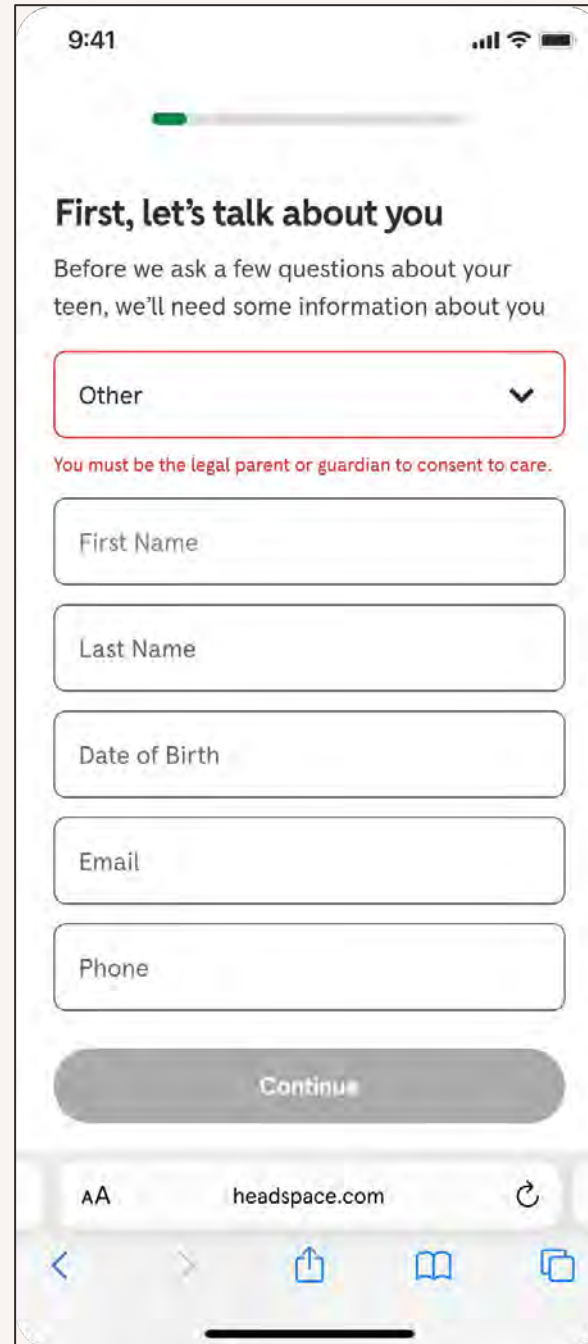 9:41
First, let's talk about you
Before we ask a few questions about your
teen, we'll need some information about you
Other
You must be the legal parent or guardian to consent to care.
First Name
Last Name
Date of Birth
Email
Phone
Continue
AA headspace.com